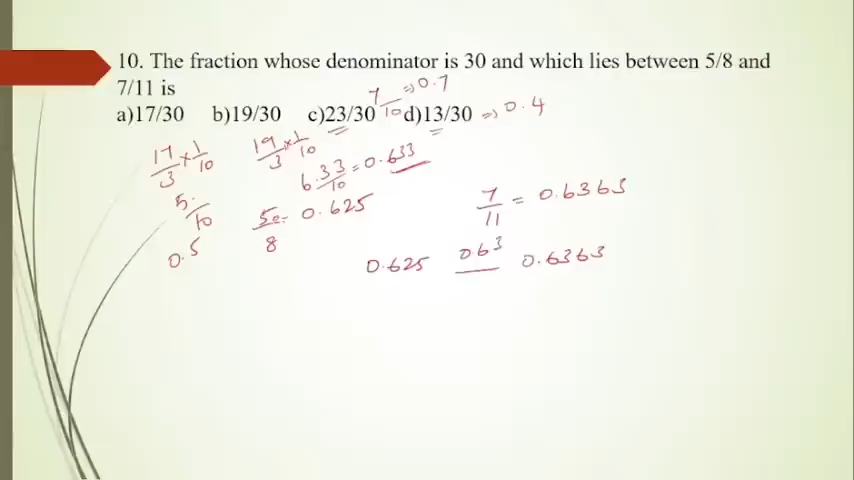 10. The fraction whose denominator is 30 and which lies between 5/8 and
7/11 is
7/10 => 0.7
a)17/30 b)19/30 c)23/30 d)13/30 => 0.4
17/3 × 1/10 19/3 × 1/10
6.33/10 = 0.633
5./10 50/8 = 0.625 7/11 = 0.6363
0.5
0.625 0.63 0.6363